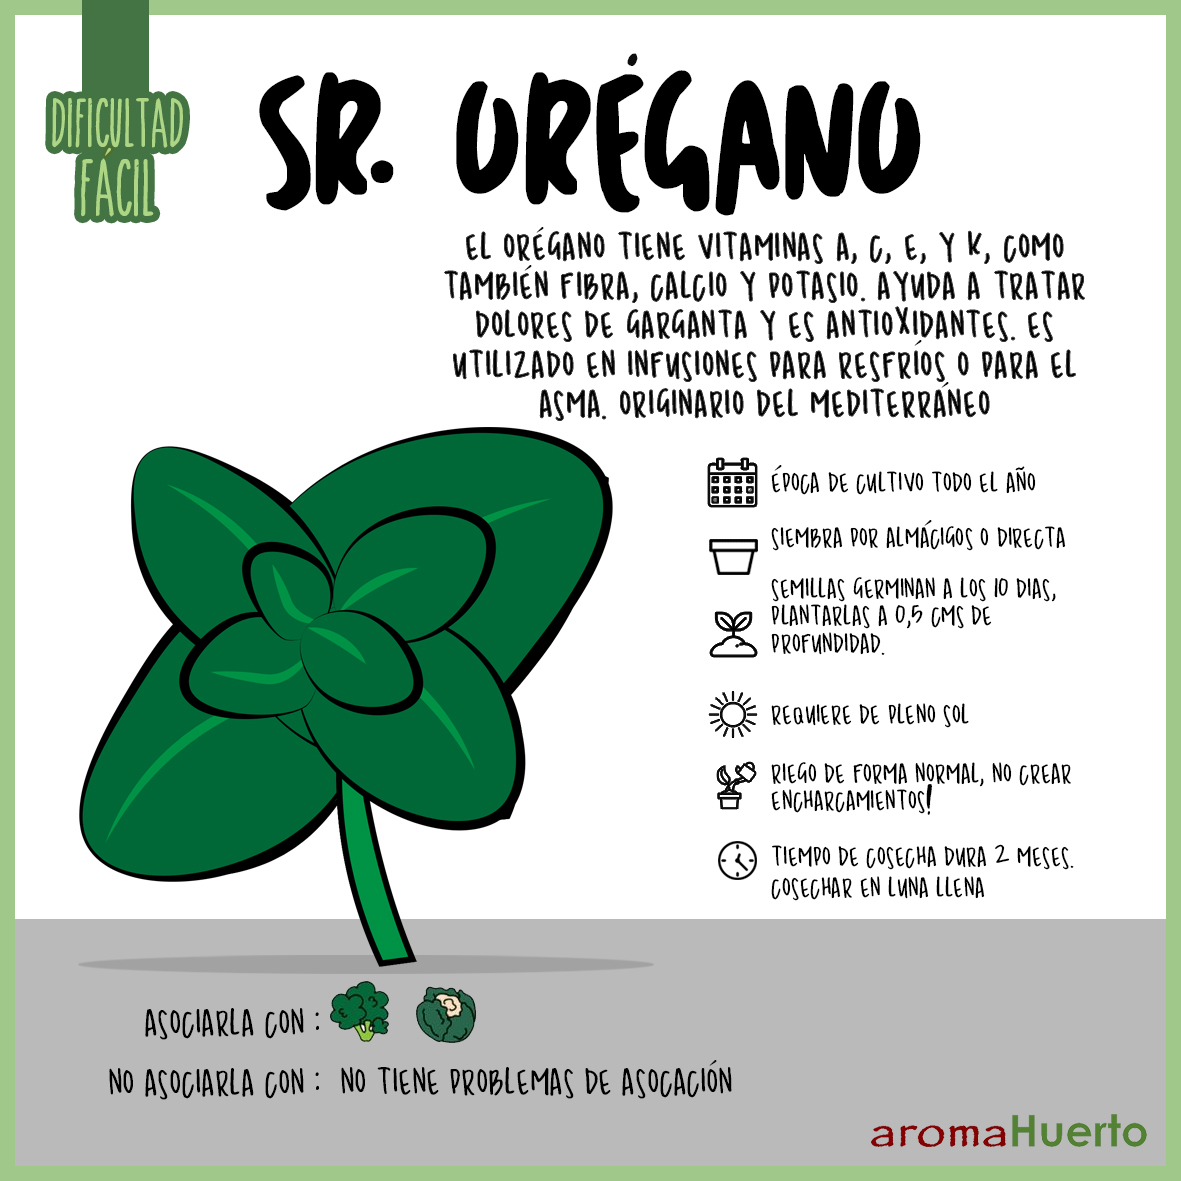 DIFICULTAD
FÁCIL
SR. ORÉGANO
EL ORÉGANO TIENE VITAMINAS A, C, E, Y K, COMO
TAMBIÉN FIBRA, CALCIO Y POTASIO. AYUDA A TRATAR
DOLORES DE GARGANTA Y ES ANTIOXIDANTES. ES
UTILIZADO EN INFUSIONES PARA RESFRÍOS O PARA EL
ASMA. ORIGINARIO DEL MEDITERRÁNEO
ÉPOCA DE CULTIVO TODO EL AÑO
SIEMBRA POR ALMÁCIGOS O DIRECTA
SEMILLAS GERMINAN A LOS 10 DIAS,
PLANTARLAS A 0,5 CMS DE
PROFUNDIDAD.
REQUIERE DE PLENO SOL
RIEGO DE FORMA NORMAL, NO CREAR
ENCHARCAMIENTOS!
TIEMPO DE COSECHA DURA 2 MESES.
COSECHAR EN LUNA LLENA
ASOCIARLA CON :
NO ASOCIARLA CON : NO TIENE PROBLEMAS DE ASOCACIÓN
aromaHuerto